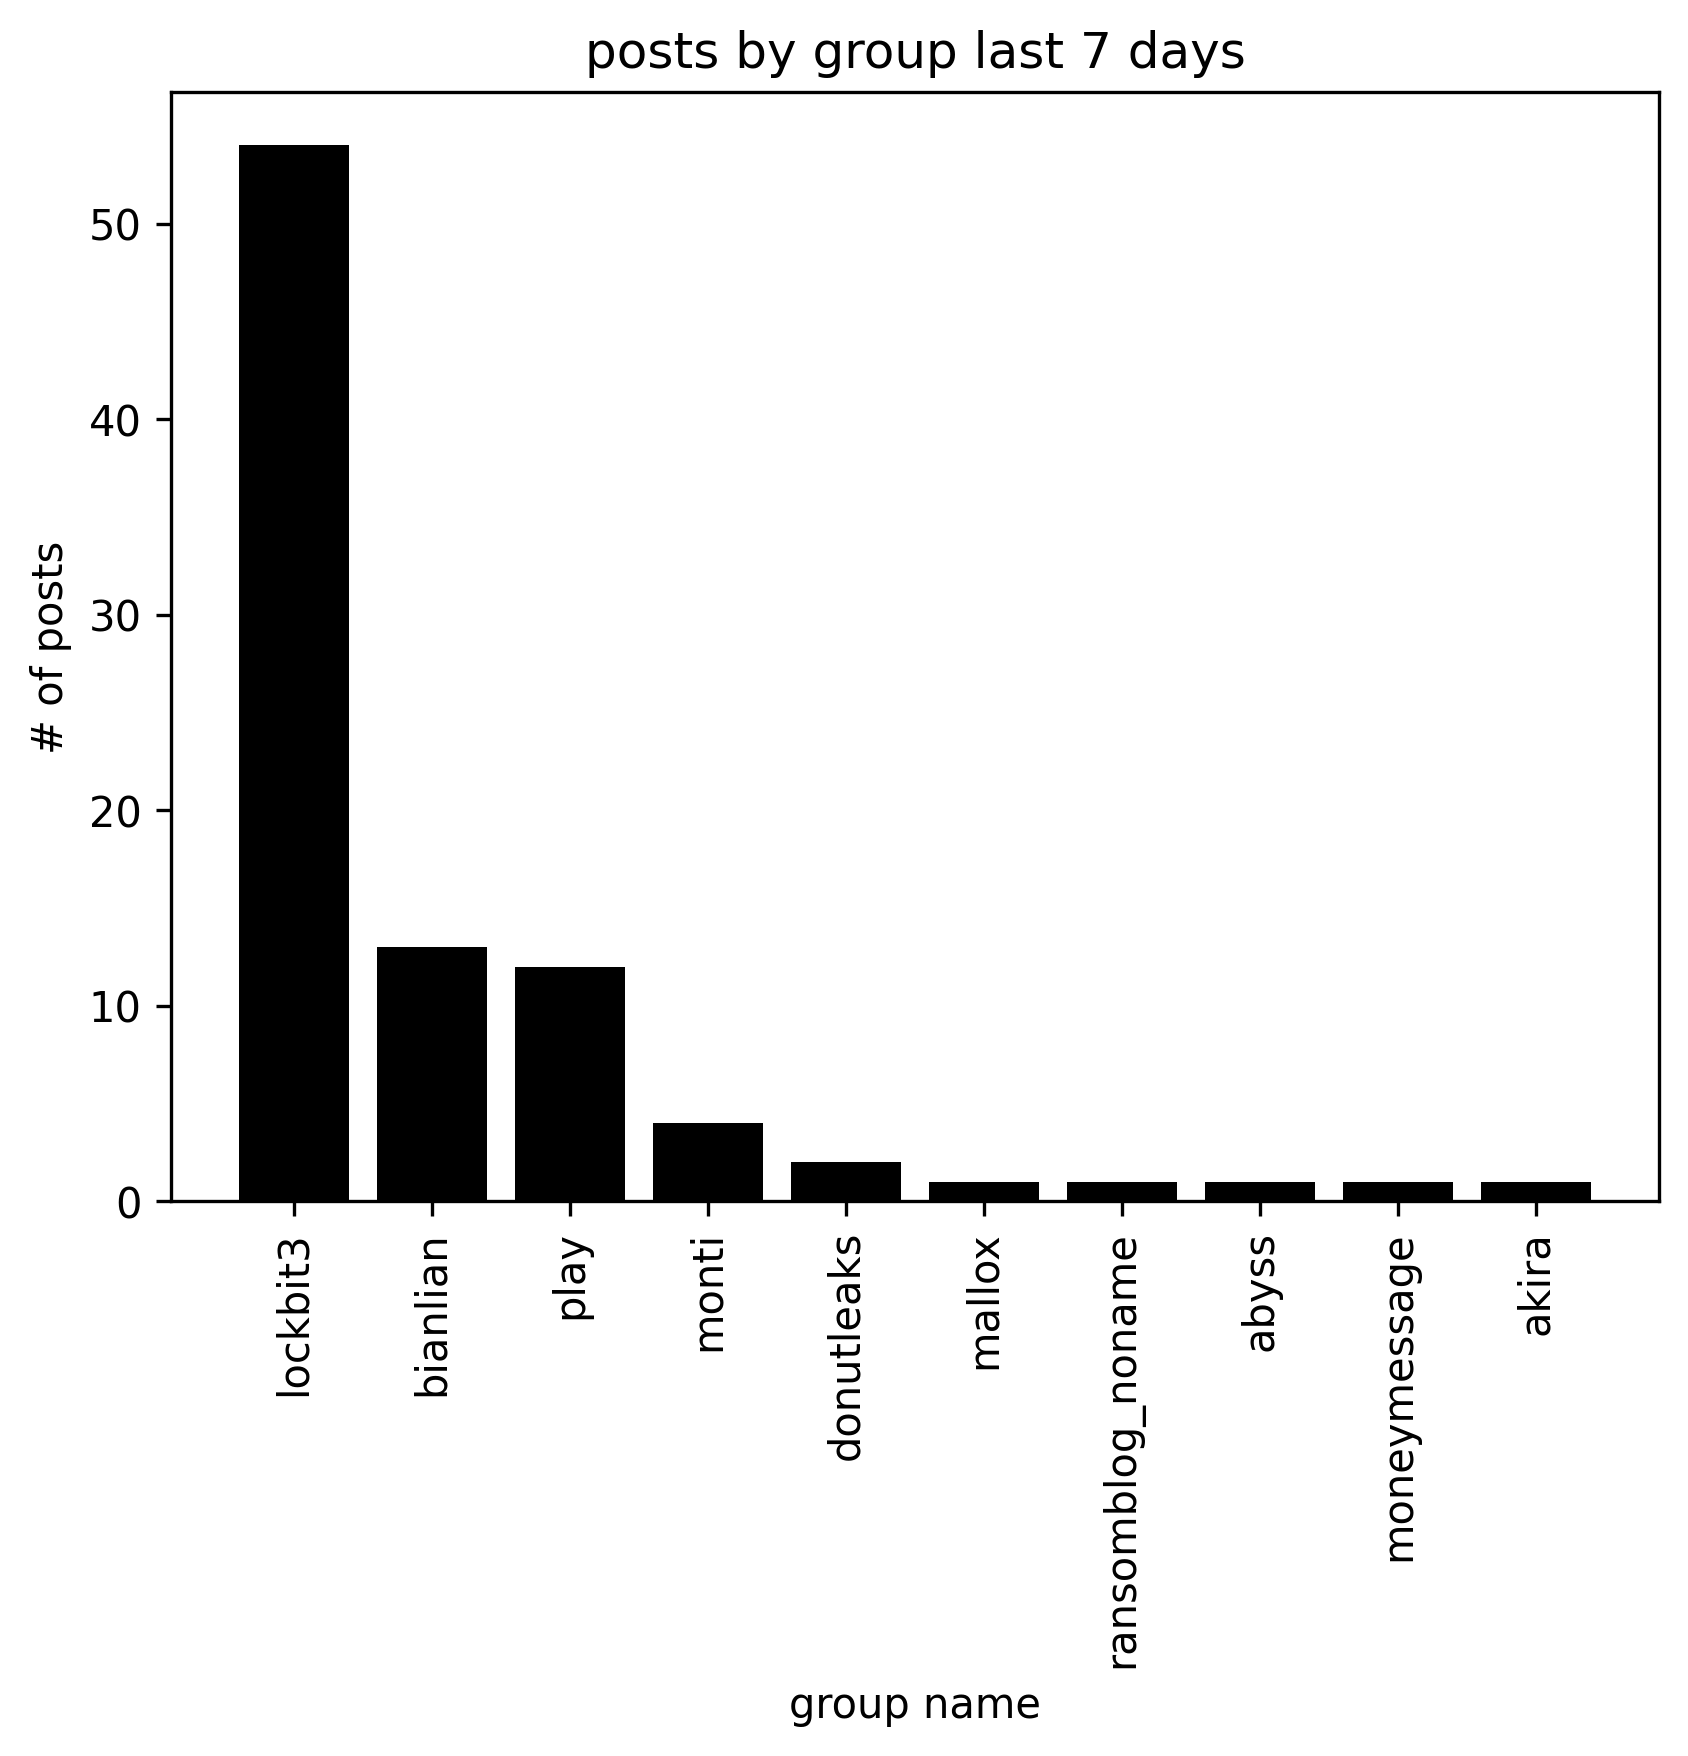 posts by group last 7 days
# of posts
50
40
30
20
10
0
lockbit3
bianlian
play
monti
donutleaks
mallox
ransomblog_noname
abyss
moneymessage
akira
group name